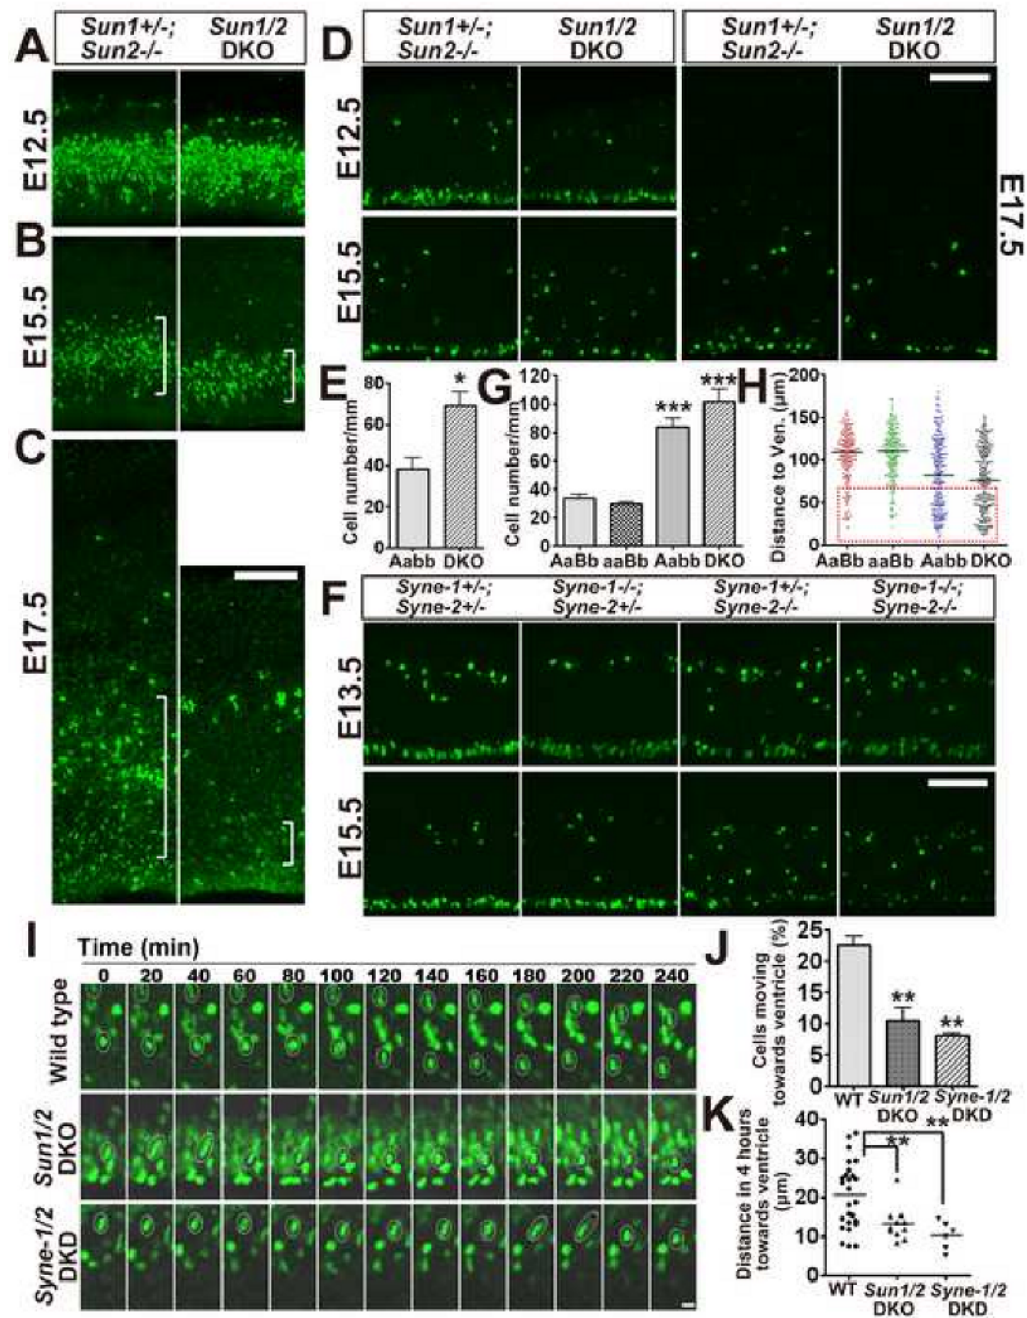 A
Sun1+/-;
Sun2-/-
Sun1/2
DKO
E12.5
B
E15.5
C
E17.5
D
Sun1+/-;
Sun2-/-
Sun1/2
DKO
Sun1+/-;
Sun2-/-
Sun1/2
DKO
E12.5
E15.5
E17.5
E
Cell number/mm
80
60
40
20
0
*
Aabb DKO
G
Cell number/mm
120
100
80
60
40
20
0
***
***
AaBb aaBb Aabb DKO
H
Distance to Ven. (µm)
200
150
100
50
0
AaBb aaBb Aabb DKO
F
Syne-1+/-;
Syne-2+/-
Syne-1-/-;
Syne-2+/-
Syne-1+/-;
Syne-2-/-
Syne-1-/-;
Syne-2-/-
E13.5
E15.5
I
Time (min)
0 20 40 60 80 100 120 140 160 180 200 220 240
Wild type
Sun1/2
DKO
Syne-1/2
DKD
J
Cells moving
towards ventricle (%)
25
20
15
10
5
0
**
**
WT Sun1/2 Syne-1/2
DKO DKD
K
Distance in 4 hours
towards ventricle
(µm)
40
30
20
10
0
**
**
WT Sun1/2 Syne-1/2
DKO DKD